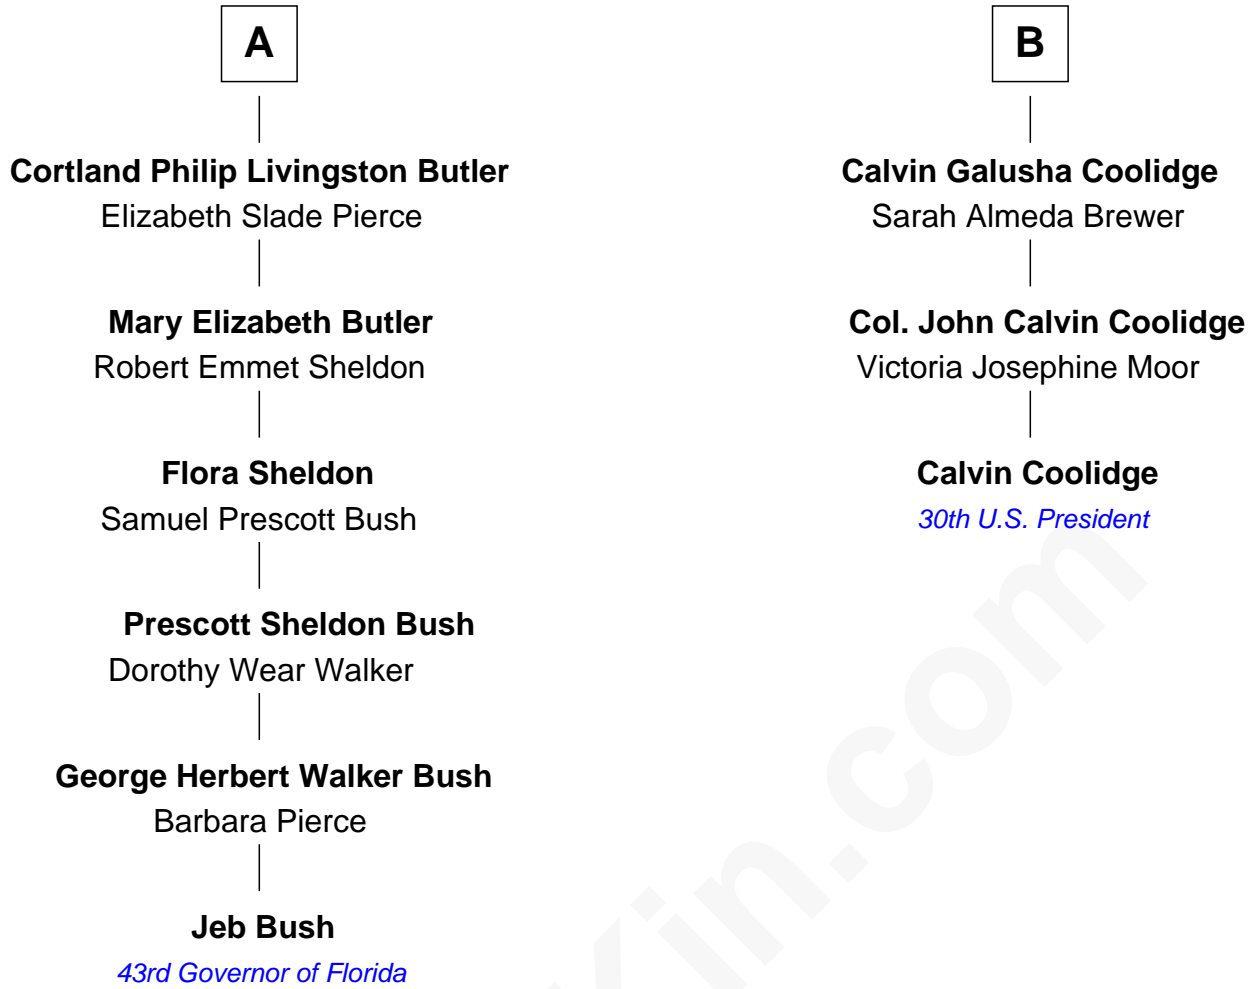 A
Cortland Philip Livingston Butler
Elizabeth Slade Pierce
Mary Elizabeth Butler
Robert Emmet Sheldon
Flora Sheldon
Samuel Prescott Bush
Prescott Sheldon Bush
Dorothy Wear Walker
George Herbert Walker Bush
Barbara Pierce
Jeb Bush
43rd Governor of Florida
B
Calvin Galusha Coolidge
Sarah Almeda Brewer
Col. John Calvin Coolidge
Victoria Josephine Moor
Calvin Coolidge
30th U.S. President
Kin.com